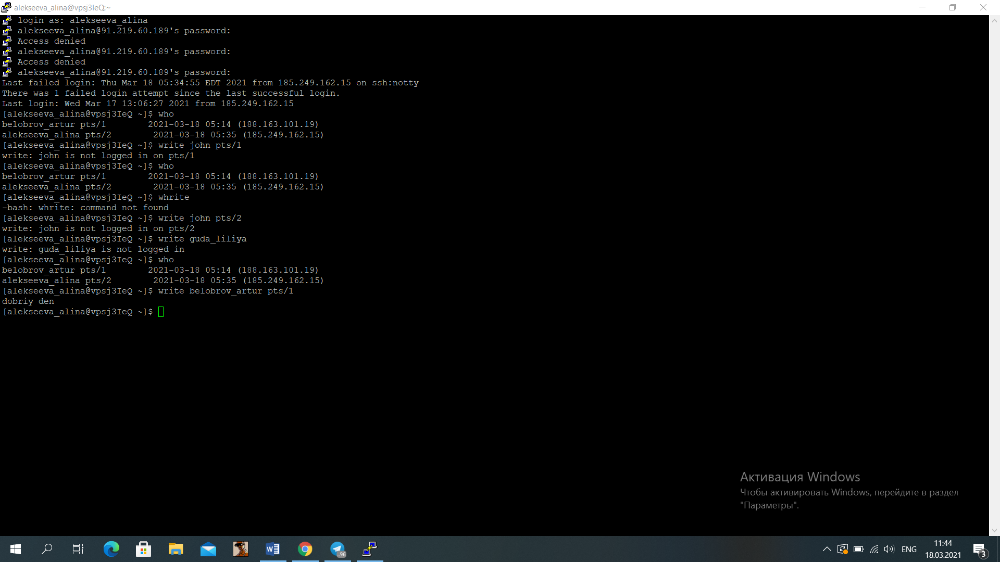 alekseeva_alina@vpsj3IeQ:~
login as: alekseeva_alina
alekseeva_alina@91.219.60.189's password:
Access denied
alekseeva_alina@91.219.60.189's password:
Access denied
alekseeva_alina@91.219.60.189's password:
Last failed login: Thu Mar 18 05:34:55 EDT 2021 from 185.249.162.15 on ssh:notty
There was 1 failed login attempt since the last successful login.
Last login: Wed Mar 17 13:06:27 2021 from 185.249.162.15
[alekseeva_alina@vpsj3IeQ ~]$ who
belobrov_artur pts/1        2021-03-18 05:14 (188.163.101.19)
alekseeva_alina pts/2        2021-03-18 05:35 (185.249.162.15)
[alekseeva_alina@vpsj3IeQ ~]$ write john pts/1
write: john is not logged in on pts/1
[alekseeva_alina@vpsj3IeQ ~]$ who
belobrov_artur pts/1        2021-03-18 05:14 (188.163.101.19)
alekseeva_alina pts/2        2021-03-18 05:35 (185.249.162.15)
[alekseeva_alina@vpsj3IeQ ~]$ whrite
-bash: whrite: command not found
[alekseeva_alina@vpsj3IeQ ~]$ write john pts/2
write: john is not logged in on pts/2
[alekseeva_alina@vpsj3IeQ ~]$ write guda_liliya
write: guda_liliya is not logged in
[alekseeva_alina@vpsj3IeQ ~]$ who
belobrov_artur pts/1        2021-03-18 05:14 (188.163.101.19)
alekseeva_alina pts/2        2021-03-18 05:35 (185.249.162.15)
[alekseeva_alina@vpsj3IeQ ~]$ write belobrov_artur pts/1
dobriy den
[alekseeva_alina@vpsj3IeQ ~]$
Активация Windows
Чтобы активировать Windows, перейдите в раздел
"Параметры".
..96
ENG
11:44
18.03.2021
3